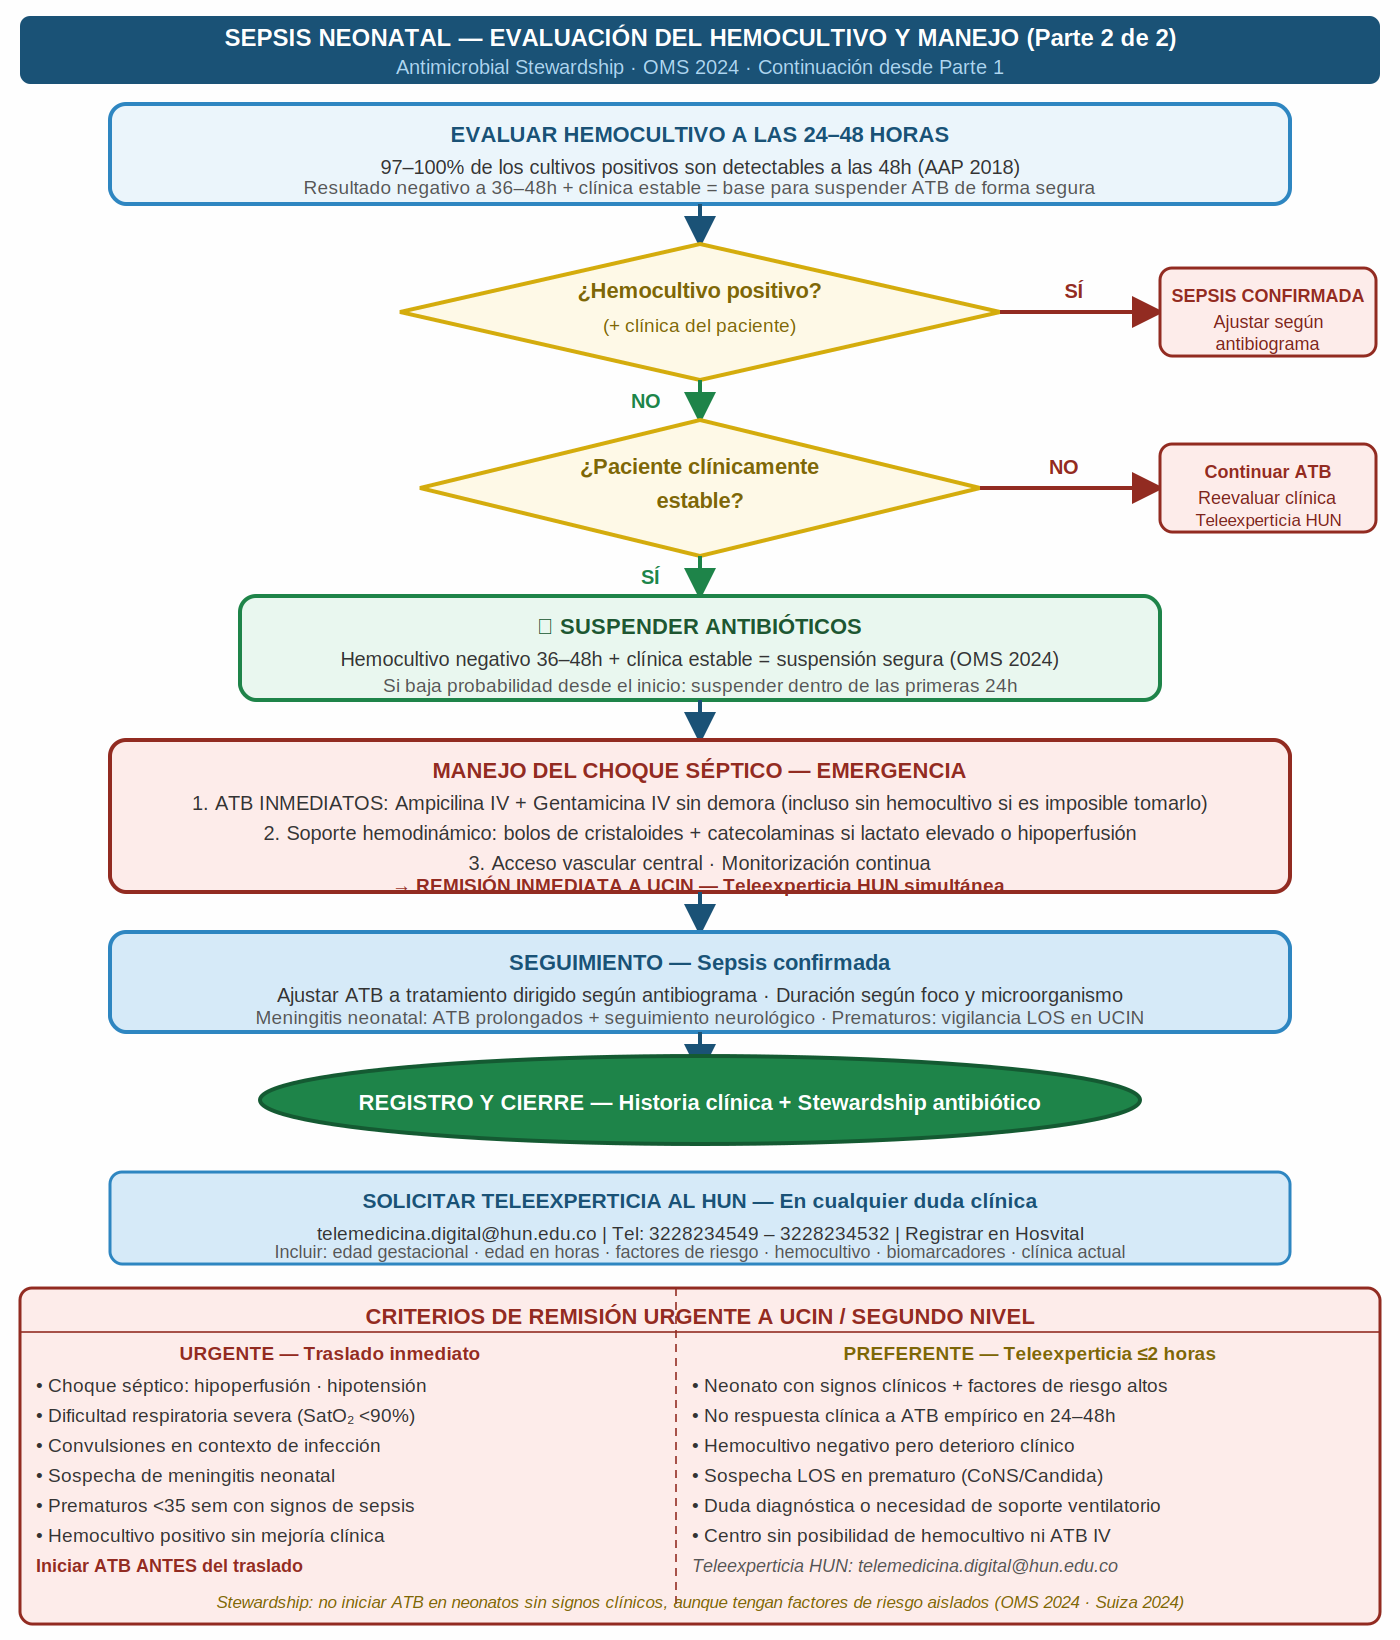 SEPSIS NEONATAL — EVALUACIÓN DEL HEMOCULTIVO Y MANEJO (Parte 2 de 2)
Antimicrobial Stewardship · OMS 2024 · Continuación desde Parte 1
EVALUAR HEMOCULTIVO A LAS 24–48 HORAS
97–100% de los cultivos positivos son detectables a las 48h (AAP 2018)
Resultado negativo a 36–48h + clínica estable = base para suspender ATB de forma segura
¿Hemocultivo positivo?
(+ clínica del paciente)
SÍ
SEPSIS CONFIRMADA
Ajustar según
antibiograma
NO
¿Paciente clínicamente
estable?
NO
Continuar ATB
Reevaluar clínica
Teleexperticia HUN
SÍ
SUSPENDER ANTIBIÓTICOS
Hemocultivo negativo 36–48h + clínica estable = suspensión segura (OMS 2024)
Si baja probabilidad desde el inicio: suspender dentro de las primeras 24h
MANEJO DEL CHOQUE SÉPTICO — EMERGENCIA
1. ATB INMEDIATOS: Ampicilina IV + Gentamicina IV sin demora (incluso sin hemocultivo si es imposible tomarlo)
2. Soporte hemodinámico: bolos de cristaloides + catecolaminas si lactato elevado o hipoperfusión
3. Acceso vascular central · Monitorización continua
→ REMISIÓN INMEDIATA A UCIN — Teleexperticia HUN simultánea
SEGUIMIENTO — Sepsis confirmada
Ajustar ATB a tratamiento dirigido según antibiograma · Duración según foco y microorganismo
Meningitis neonatal: ATB prolongados + seguimiento neurológico · Prematuros: vigilancia LOS en UCIN
REGISTRO Y CIERRE — Historia clínica + Stewardship antibiótico
SOLICITAR TELEEXPERTICIA AL HUN — En cualquier duda clínica
telemedicina.digital@hun.edu.co | Tel: 3228234549 – 3228234532 | Registrar en Hosvital
Incluir: edad gestacional · edad en horas · factores de riesgo · hemocultivo · biomarcadores · clínica actual
CRITERIOS DE REMISIÓN URGENTE A UCIN / SEGUNDO NIVEL
URGENTE — Traslado inmediato
• Choque séptico: hipoperfusión · hipotensión
• Dificultad respiratoria severa (SatO₂ <90%)
• Convulsiones en contexto de infección
• Sospecha de meningitis neonatal
• Prematuros <35 sem con signos de sepsis
• Hemocultivo positivo sin mejoría clínica
Iniciar ATB ANTES del traslado
PREFERENTE — Teleexperticia ≤2 horas
• Neonato con signos clínicos + factores de riesgo altos
• No respuesta clínica a ATB empírico en 24–48h
• Hemocultivo negativo pero deterioro clínico
• Sospecha LOS en prematuro (CoNS/Candida)
• Duda diagnóstica o necesidad de soporte ventilatorio
• Centro sin posibilidad de hemocultivo ni ATB IV
Teleexperticia HUN: telemedicina.digital@hun.edu.co
Stewardship: no iniciar ATB en neonatos sin signos clínicos, aunque tengan factores de riesgo aislados (OMS 2024 · Suiza 2024)